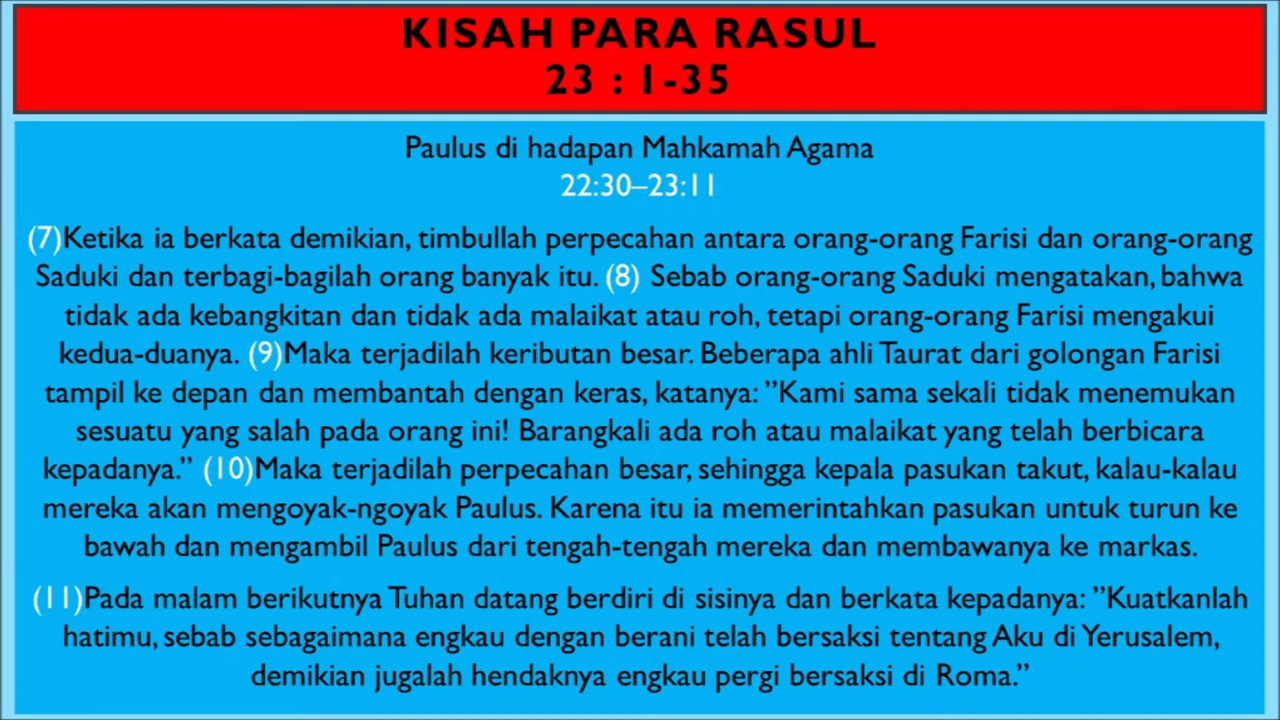 KISAH PARA RASUL
23 : 1-35
Paulus di hadapan Mahkamah Agama
22:30–23:11
(7)Ketika ia berkata demikian, timbullah perpecahan antara orang-orang Farisi dan orang-orang
Saduki dan terbagi-bagilah orang banyak itu. (8) Sebab orang-orang Saduki mengatakan, bahwa
tidak ada kebangkitan dan tidak ada malaikat atau roh, tetapi orang-orang Farisi mengakui
kedua-duanya. (9)Maka terjadilah keributan besar. Beberapa ahli Taurat dari golongan Farisi
tampil ke depan dan membantah dengan keras, katanya: ”Kami sama sekali tidak menemukan
sesuatu yang salah pada orang ini! Barangkali ada roh atau malaikat yang telah berbicara
kepadanya.” (10)Maka terjadilah perpecahan besar, sehingga kepala pasukan takut, kalau-kalau
mereka akan mengoyak-ngoyak Paulus. Karena itu ia memerintahkan pasukan untuk turun ke
bawah dan mengambil Paulus dari tengah-tengah mereka dan membawanya ke markas.
(11)Pada malam berikutnya Tuhan datang berdiri di sisinya dan berkata kepadanya: ”Kuatkanlah
hatimu, sebab sebagaimana engkau dengan berani telah bersaksi tentang Aku di Yerusalem,
demikian jugalah hendaknya engkau pergi bersaksi di Roma.”